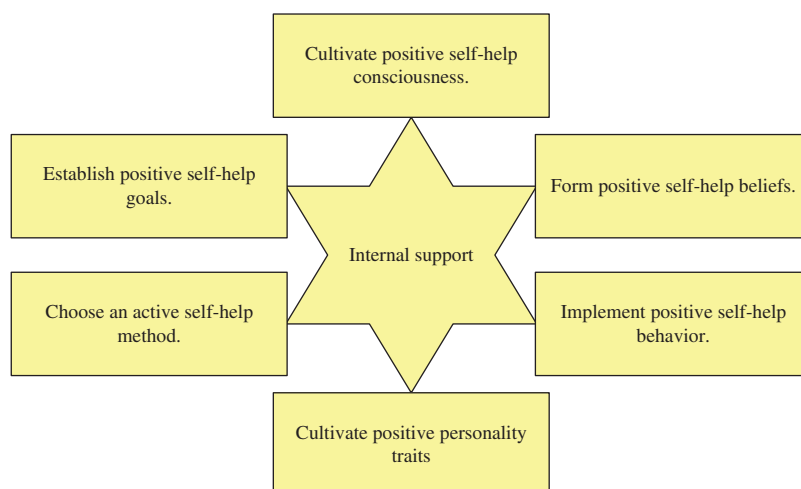 Cultivate positive self-help
consciousness.
Establish positive self-help
goals.
Form positive self-help beliefs.
Internal support
Choose an active self-help
method.
Implement positive self-help
behavior.
Cultivate positive personality
traits